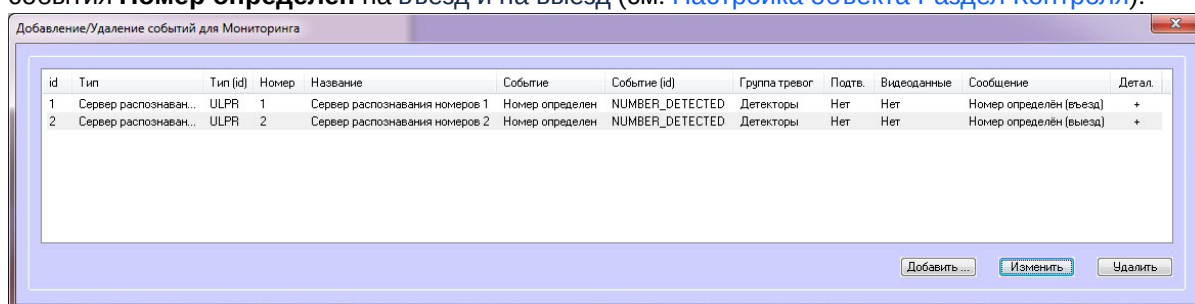 события Номер определен на въезд и на выезд (см. Настройка объекта Раздел Контроля):
Добавление/Удаление событий для Мониторинга
id Тип Тип (id) Номер Название Событие Событие (id) Группа тревог Подтв. Видеоданные Сообщение Детал.
1 Сервер распознаван... ULPR 1 Сервер распознавания номеров 1 Номер определен NUMBER_DETECTED Детекторы Нет Нет Номер определён (въезд) +
2 Сервер распознаван... ULPR 2 Сервер распознавания номеров 2 Номер определен NUMBER_DETECTED Детекторы Нет Нет Номер определён (выезд) +
Добавить ... Изменить Удалить